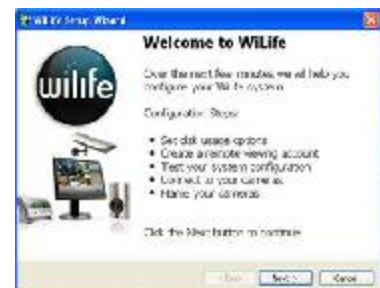 WiLife Setup Wizard
Welcome to WiLife
wilife
Over the next few minutes we will help you
configure your WiLife system
Configuration Steps:
• Set disk usage options
• Create a remote viewing account
• Test your system configuration
• Connect to your cameras
• Name your cameras
Click the Next button to continue
< Back
Next >
Cancel